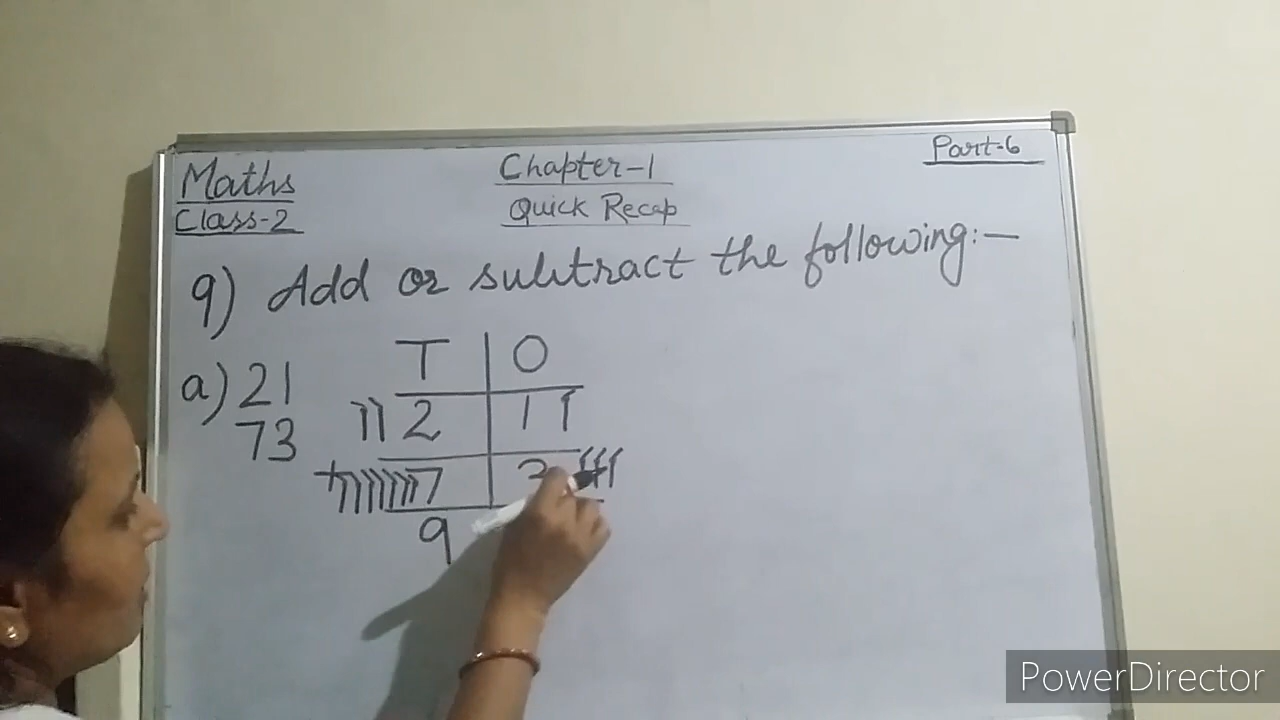 Maths
Class-2
Chapter-1
Quick Recap
Part-6
9) Add or subtract the following:-
a) 21
73
T O
2 1
+ 7 3
9
PowerDirector